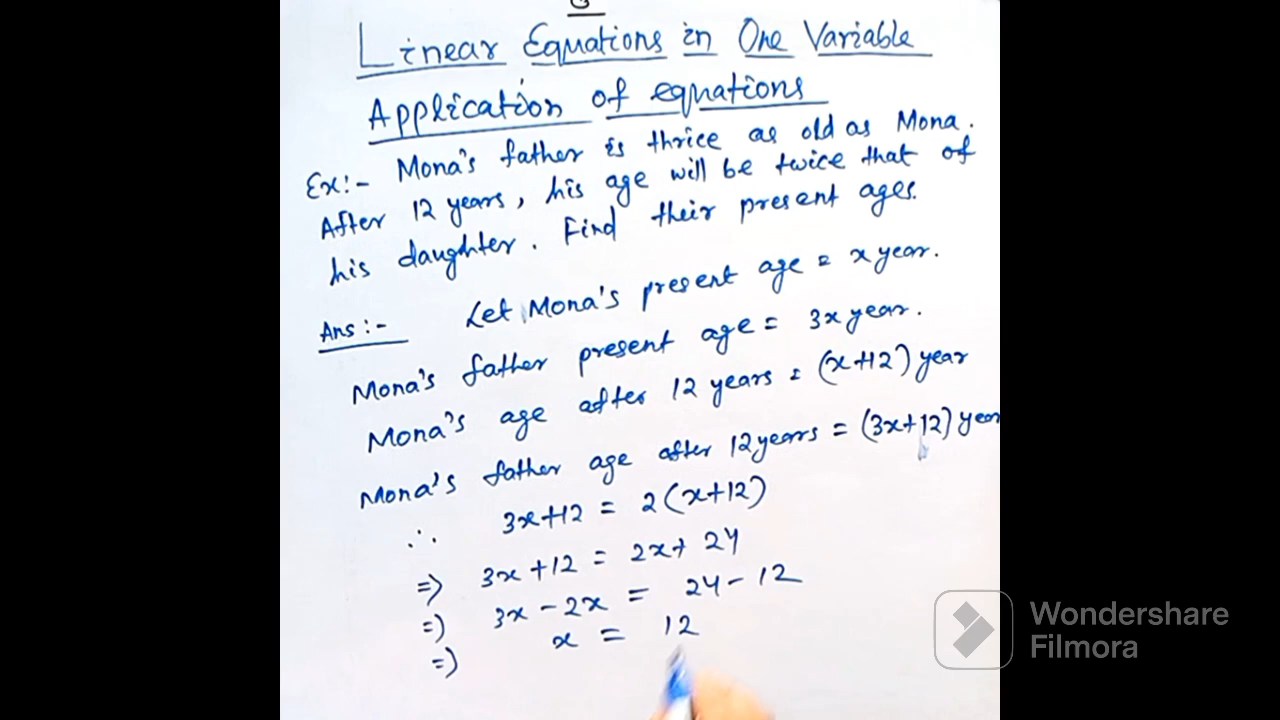 Linear Equations in One Variable
Application of equations
Ex:- Mona's father is thrice as old as Mona.
After 12 years, his age will be twice that of
his daughter. Find their present ages.
Ans:- Let Mona's present age = x year.
Mona's father present age = 3x year.
Mona's age after 12 years = (x+12) year
Mona's father age after 12 years = (3x+12) year
∴ 3x+12 = 2(x+12)
=> 3x+12 = 2x+24
=> 3x-2x = 24-12
=> x = 12
Wondershare
Filmora